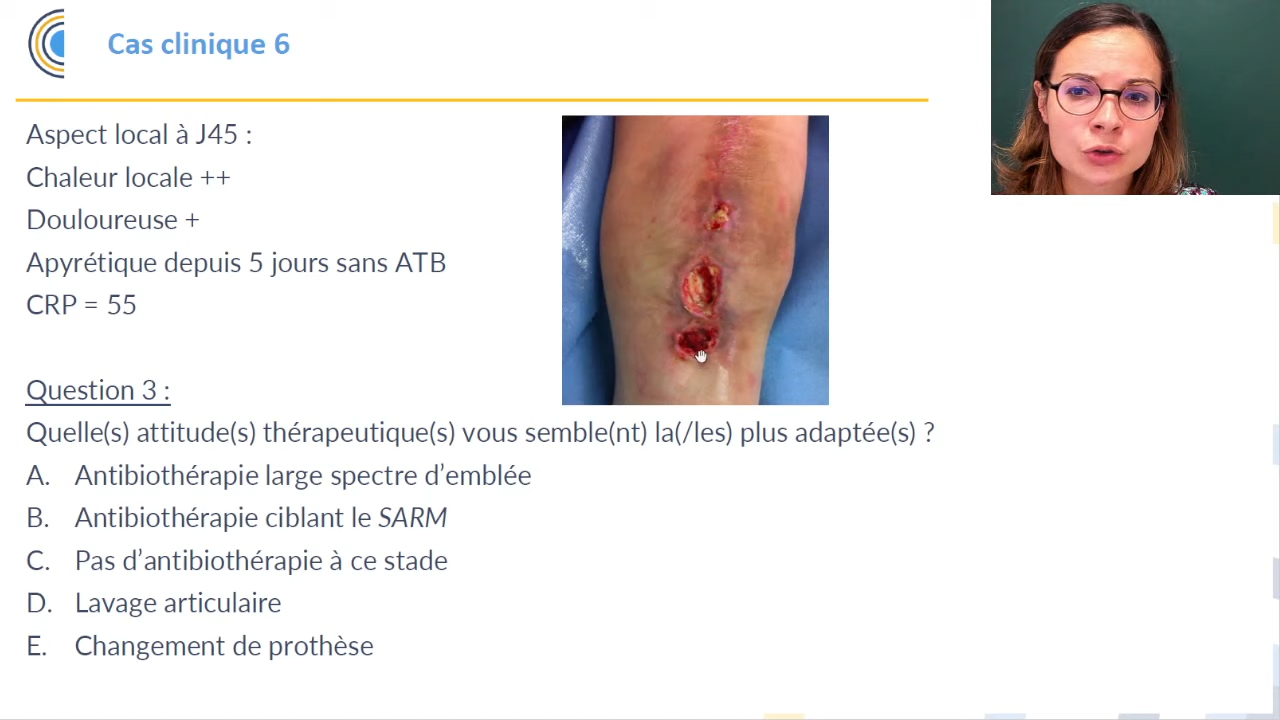 Cas clinique 6
Aspect local à J45 :
Chaleur locale ++
Douloureuse +
Apyrétique depuis 5 jours sans ATB
CRP = 55
Question 3 :
Quelle(s) attitude(s) thérapeutique(s) vous semble(nt) la(/les) plus adaptée(s) ?
A. Antibiothérapie large spectre d’emblée
B. Antibiothérapie ciblant le SARM
C. Pas d’antibiothérapie à ce stade
D. Lavage articulaire
E. Changement de prothèse